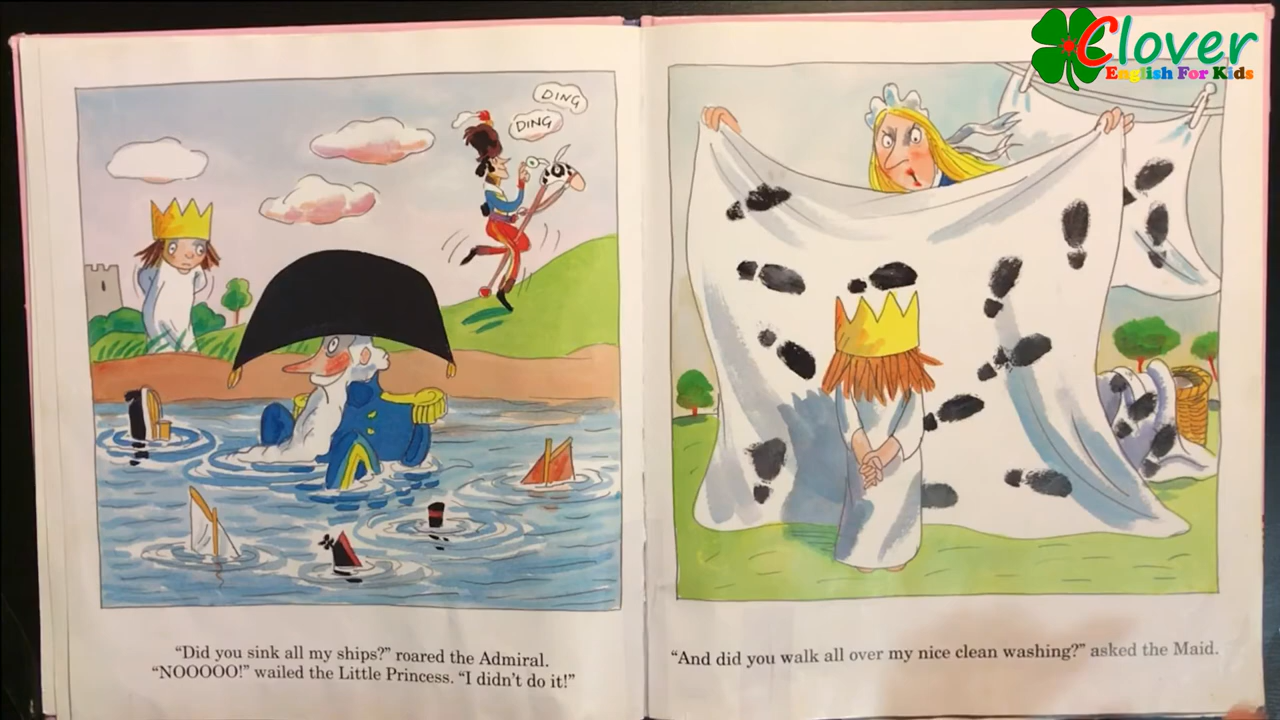 Clover
English For Kids
DING
DING
“Did you sink all my ships?” roared the Admiral.
“NOOOOO!” wailed the Little Princess. “I didn’t do it!”
“And did you walk all over my nice clean washing?” asked the Maid.